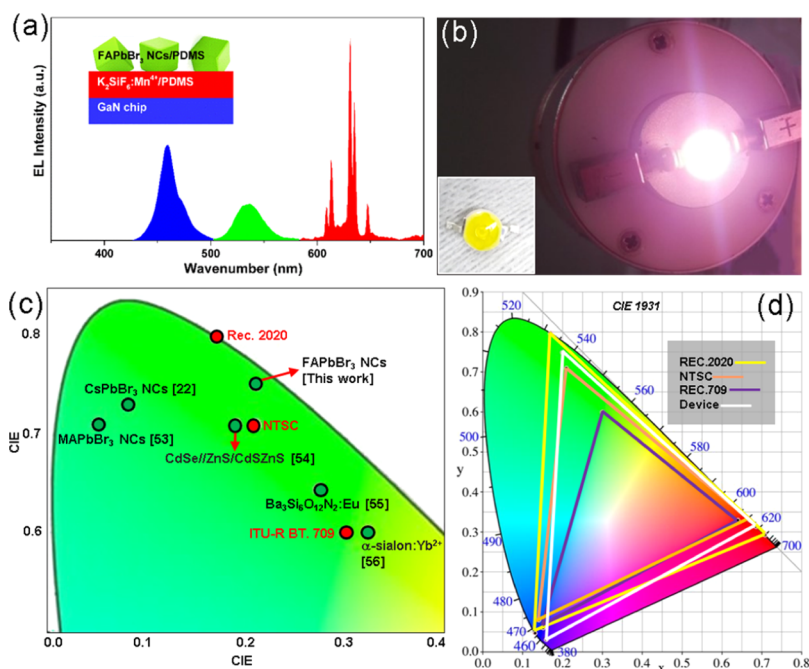 (a)
FAPbBr₃ NCs/PDMS
K₂SiF₆:Mn⁴⁺/PDMS
GaN chip
EL Intensity (a.u.)
400 500 600 700
Wavenumber (nm)
(b)
+
(c)
0.8
0.7
0.6
CIE
Rec. 2020
FAPbBr₃ NCs
[This work]
CsPbBr₃ NCs [22]
MAPbBr₃ NCs [53]
NTSC
CdSe//ZnS/CdSZnS [54]
Ba₃Si₆O₁₂N₂:Eu [55]
ITU-R BT. 709
α-sialon:Yb²⁺
[56]
0.0 0.1 0.2 0.3 0.4
CIE
(d)
CIE 1931
REC.2020
NTSC
REC.709
Device
0.9
0.8
0.7
0.6
0.5
0.4
0.3
0.2
0.1
0.0
y
520
540
560
580
600
620
700
500
490
480
470
460
380
0.0 0.1 0.2 0.3 0.4 0.5 0.6 0.7 0.8
x